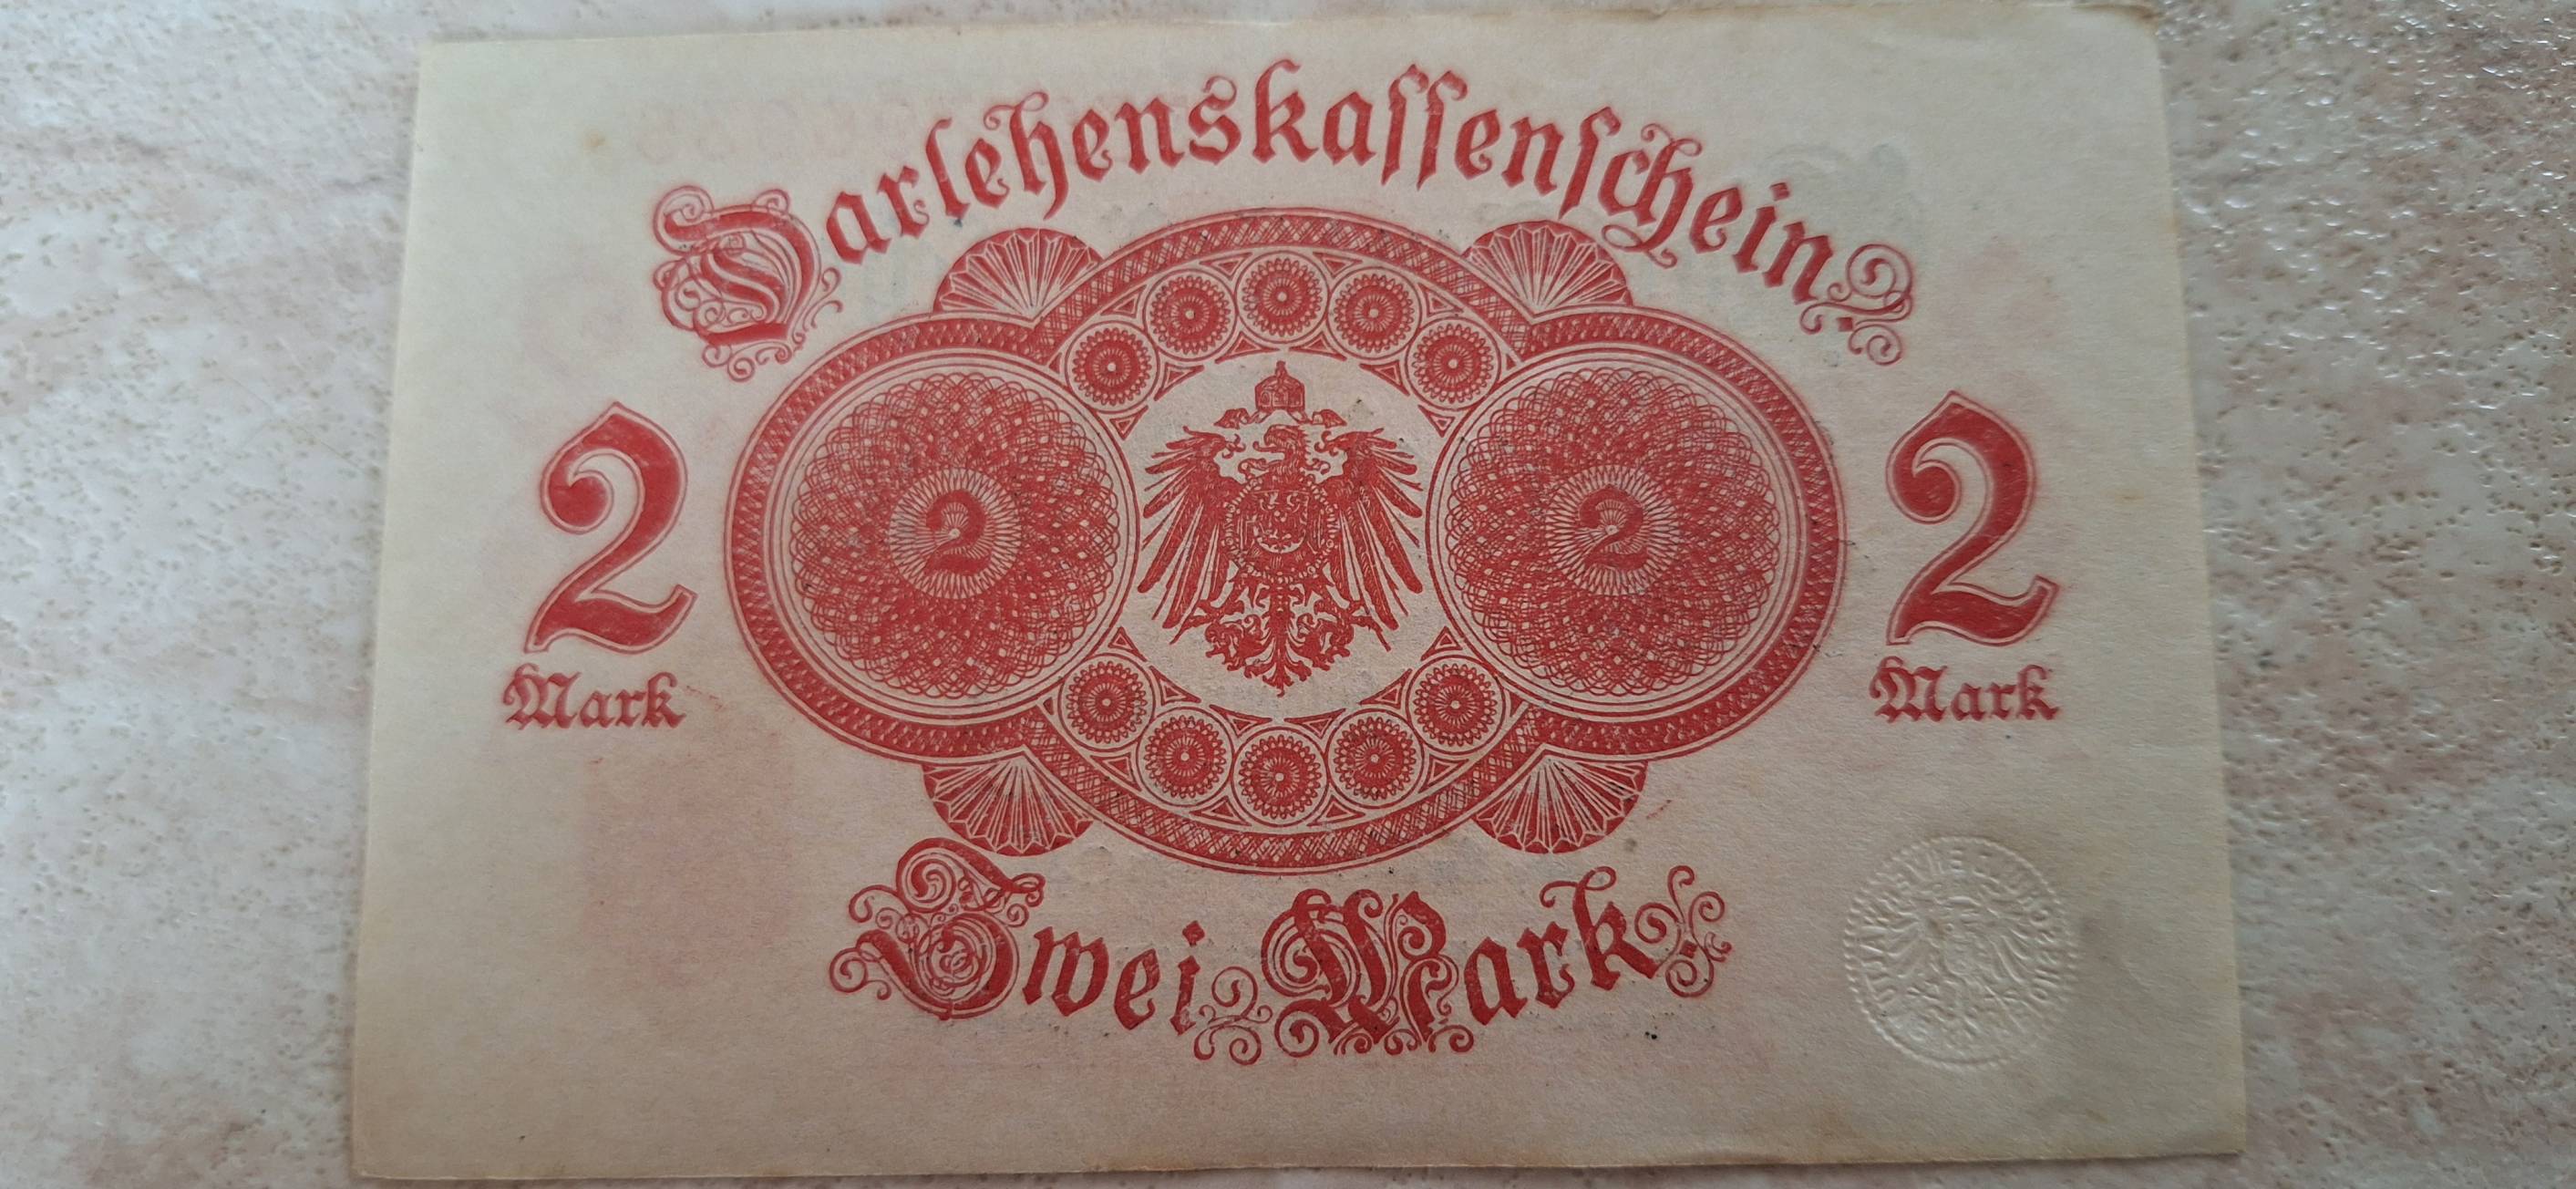 Darlehenskassenschein.
2 2 2 2
Mark Mark
Zwei Mark.